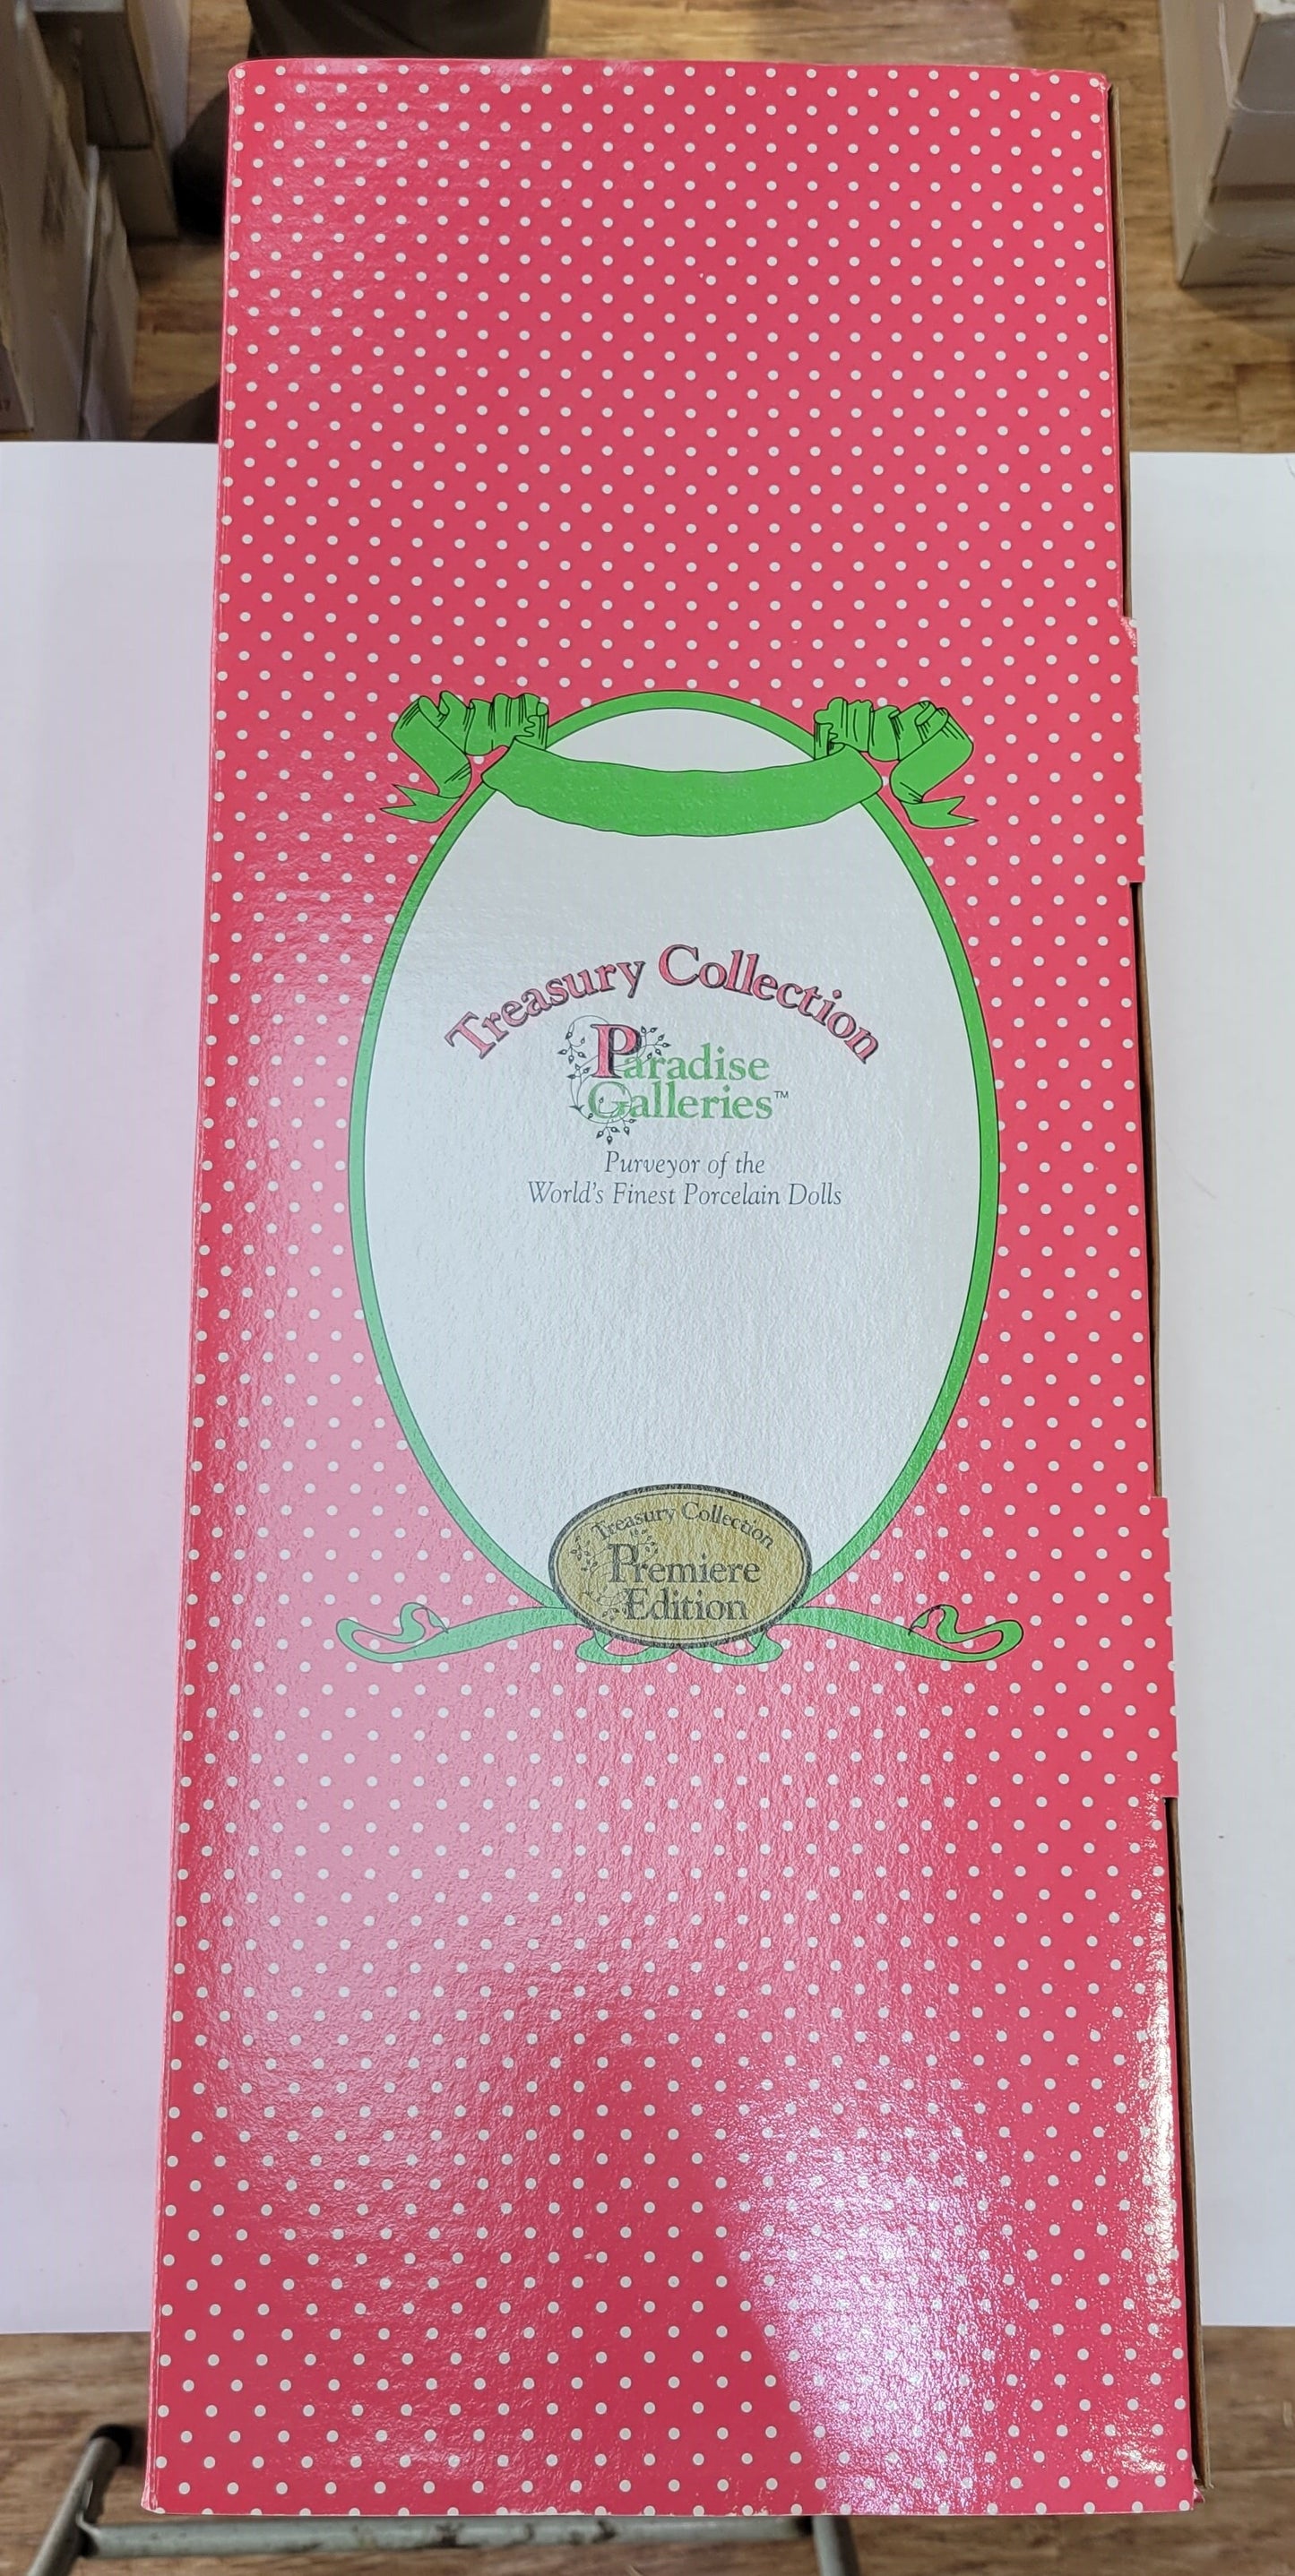 Treasury Collection
Paradise
Galleries™
Purveyor of the
World's Finest Porcelain Dolls
Treasury Collection
Premiere
Edition